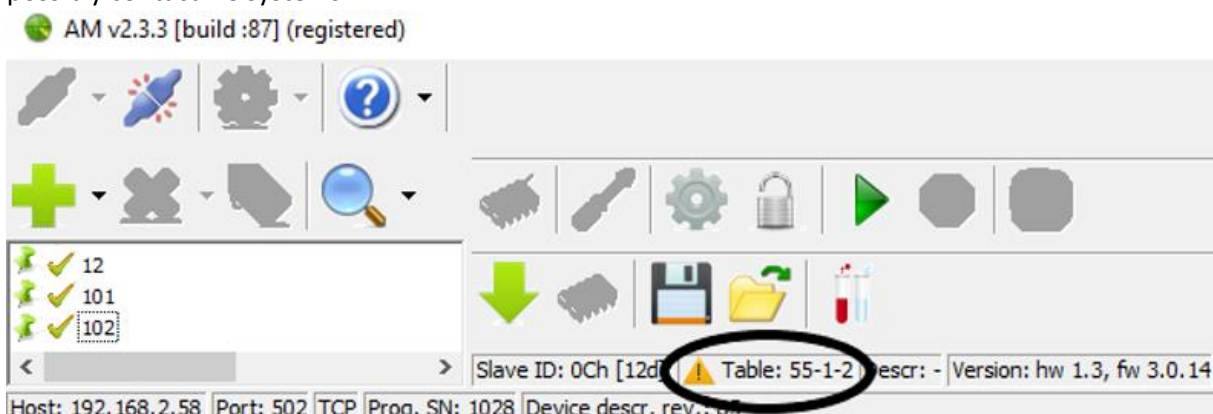 AM v2.3.3 [build :87] (registered)
12
101
102
Slave ID: 0Ch [12d] Table: 55-1-2 Descr: - Version: hw 1.3, fw 3.0.14
Host: 192.168.2.58 Port: 502 TCP Prog. SN: 1028 Device descr. rev.: